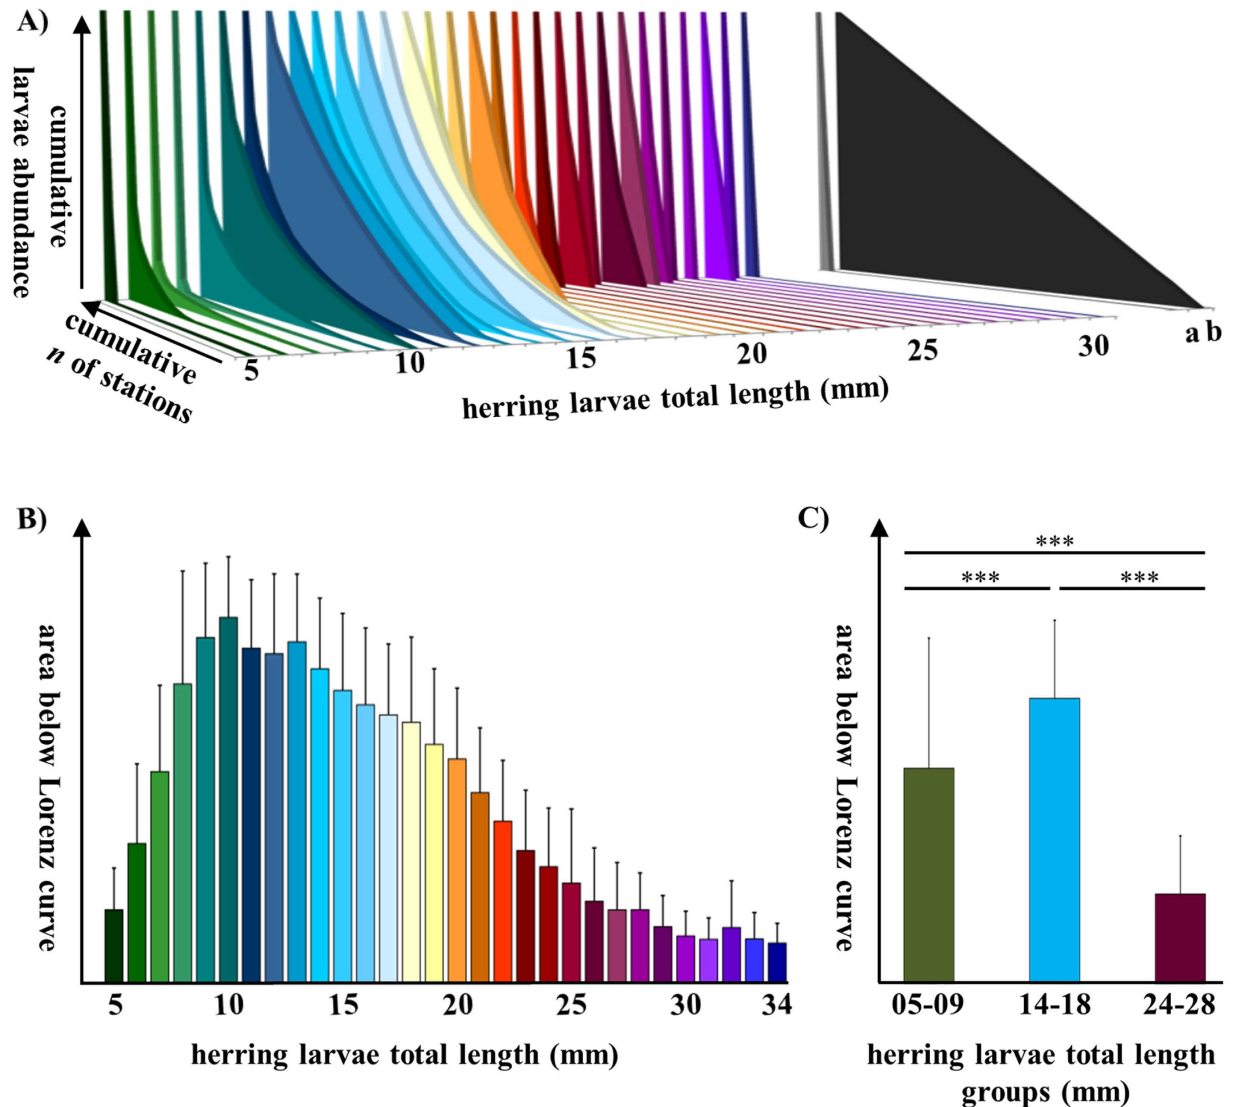 A)
cumulative
larvae abundance
cumulative
n of stations
5
10
15
20
25
30
a b
herring larvae total length (mm)
B)
area below Lorenz curve
5 10 15 20 25 30 34
herring larvae total length (mm)
C)
***
*** ***
area below Lorenz curve
05-09 14-18 24-28
herring larvae total length
groups (mm)